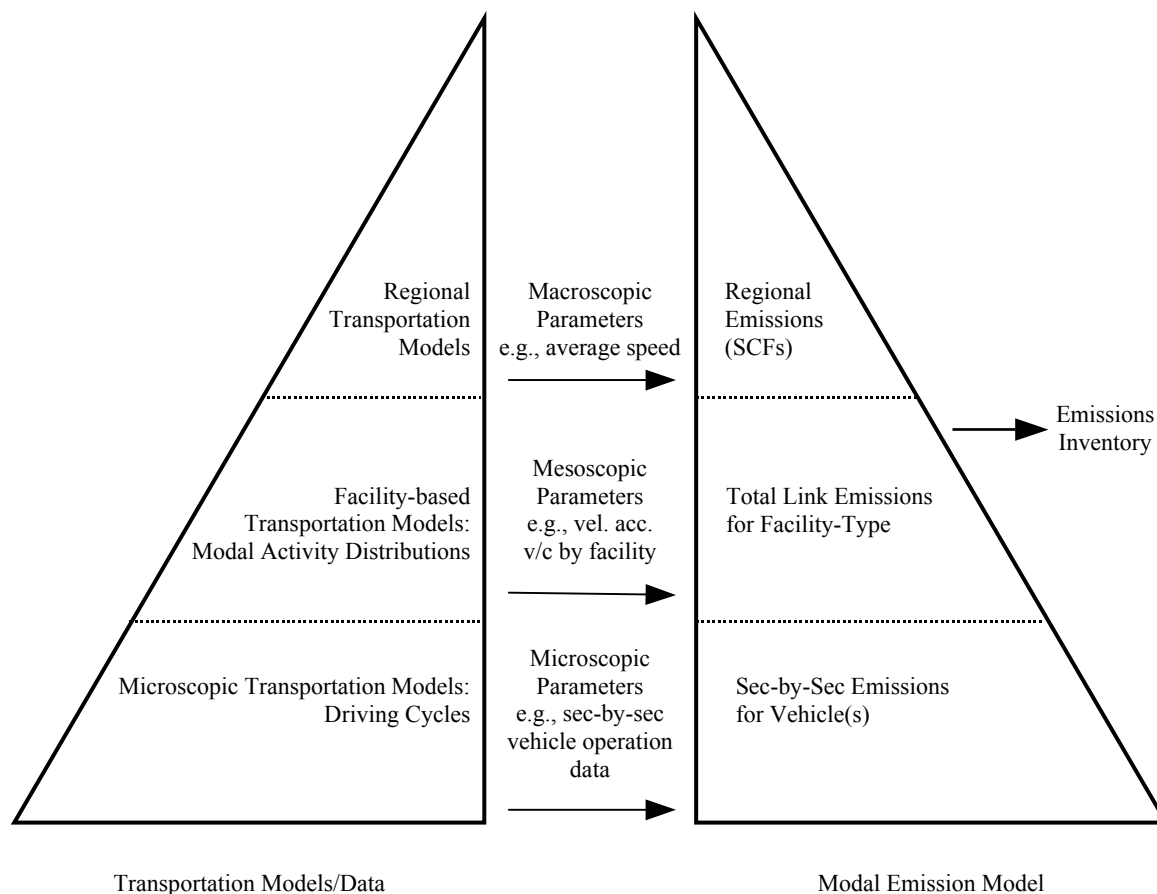 Regional
Transportation
Models
Macroscopic
Parameters
e.g., average speed
Regional
Emissions
(SCFs)
Emissions
Inventory
Facility-based
Transportation Models:
Modal Activity Distributions
Mesoscopic
Parameters
e.g., vel. acc.
v/c by facility
Total Link Emissions
for Facility-Type
Microscopic Transportation Models:
Driving Cycles
Microscopic
Parameters
e.g., sec-by-sec
vehicle operation
data
Sec-by-Sec Emissions
for Vehicle(s)
Transportation Models/Data
Modal Emission Model